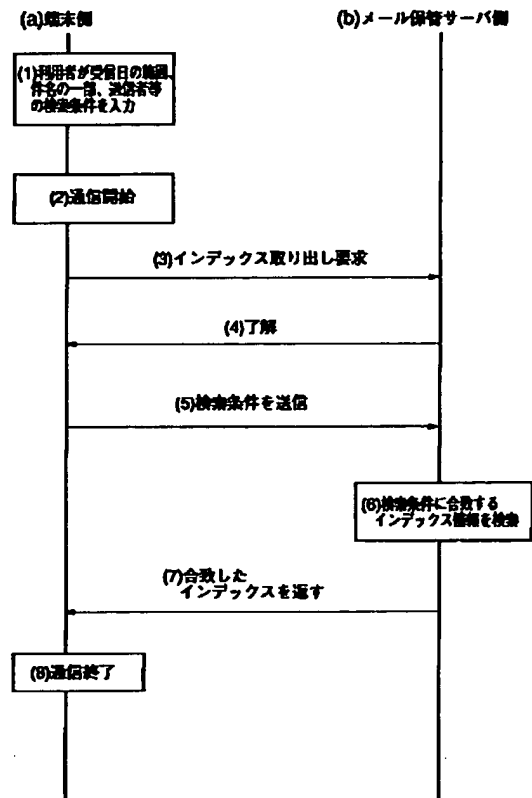 (a)端末側
(b)メール保管サーバ側
(1)利用者が受信日の範囲、
件名の一部、送信者等
の検索条件を入力
(2)通信開始
(3)インデックス取り出し要求
(4)了解
(5)検索条件を送信
(6)検索条件に合致する
インデックス情報を検索
(7)合致した
インデックスを返す
(8)通信終了